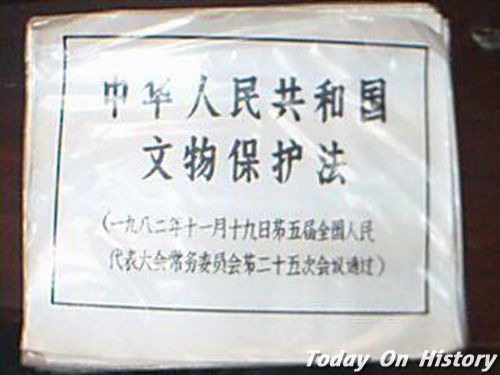 中华人民共和国
文物保护法
(一九八二年十一月十九日第五届全国人民
代表大会常务委员会第二十五次会议通过)
Today On History